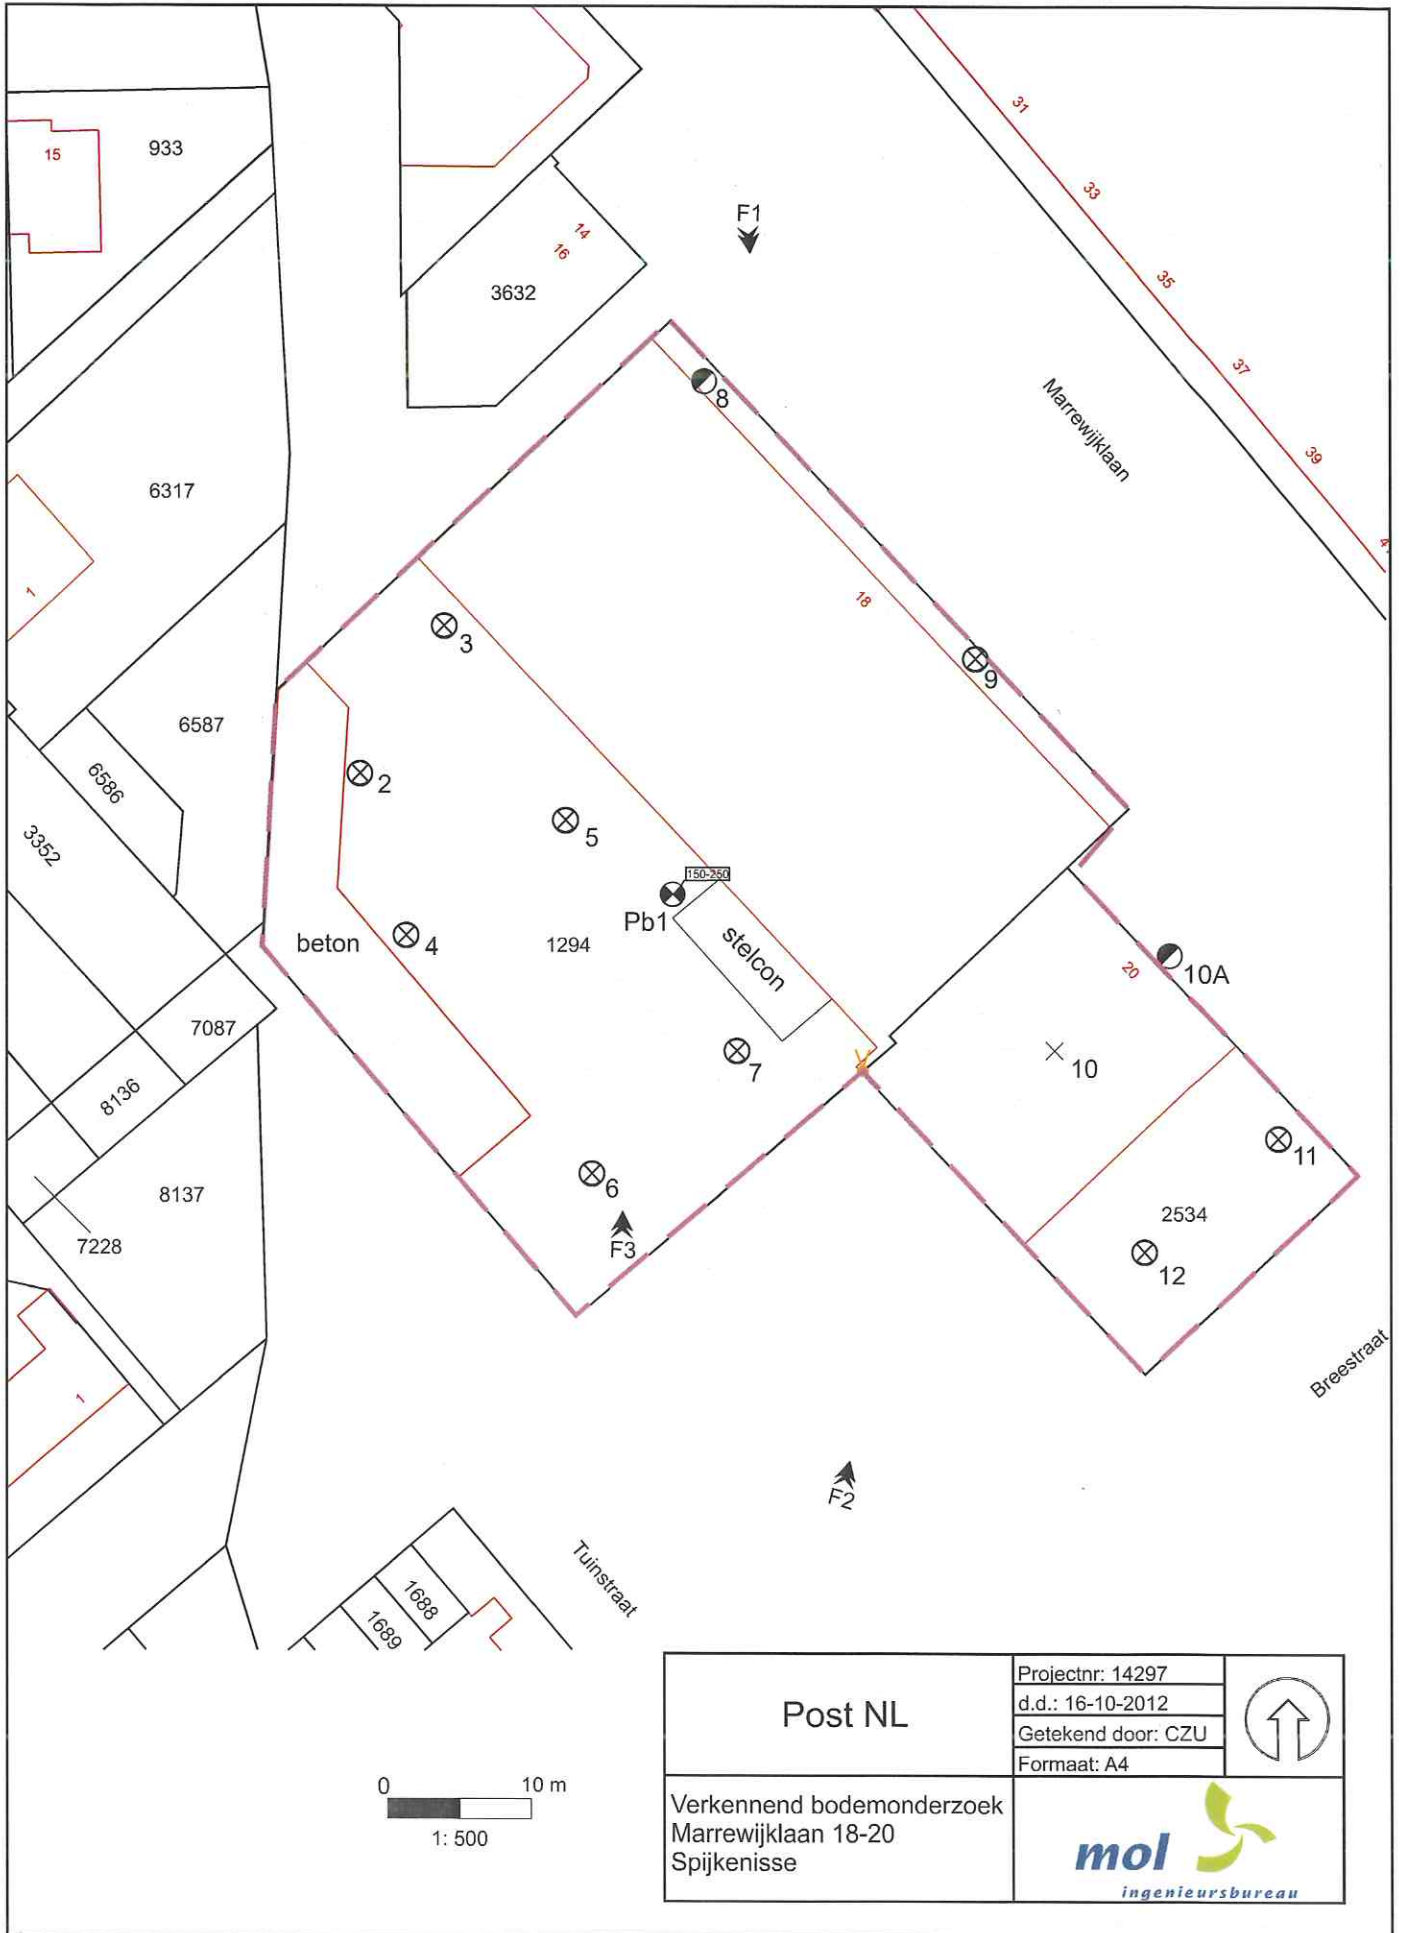 31
15
933
33
F1
14
16
35
3632
37
Marrewijklaan
8
39
6317
4
1
18
3
9
6587
6586
2
5
3352
150-250
Pb1
beton
4
1294
stelcon
20
10A
7087
7
10
8136
11
6
8137
2534
7228
F3
12
Breestraat
1
F2
Tuinstraat
1688
1689
Post NL
Projectnr: 14297
d.d.: 16-10-2012
Getekend door: CZU
Formaat: A4
0 10 m
1: 500
Verkennend bodemonderzoek
Marrewijklaan 18-20
Spijkenisse
mol
ingenieursbureau